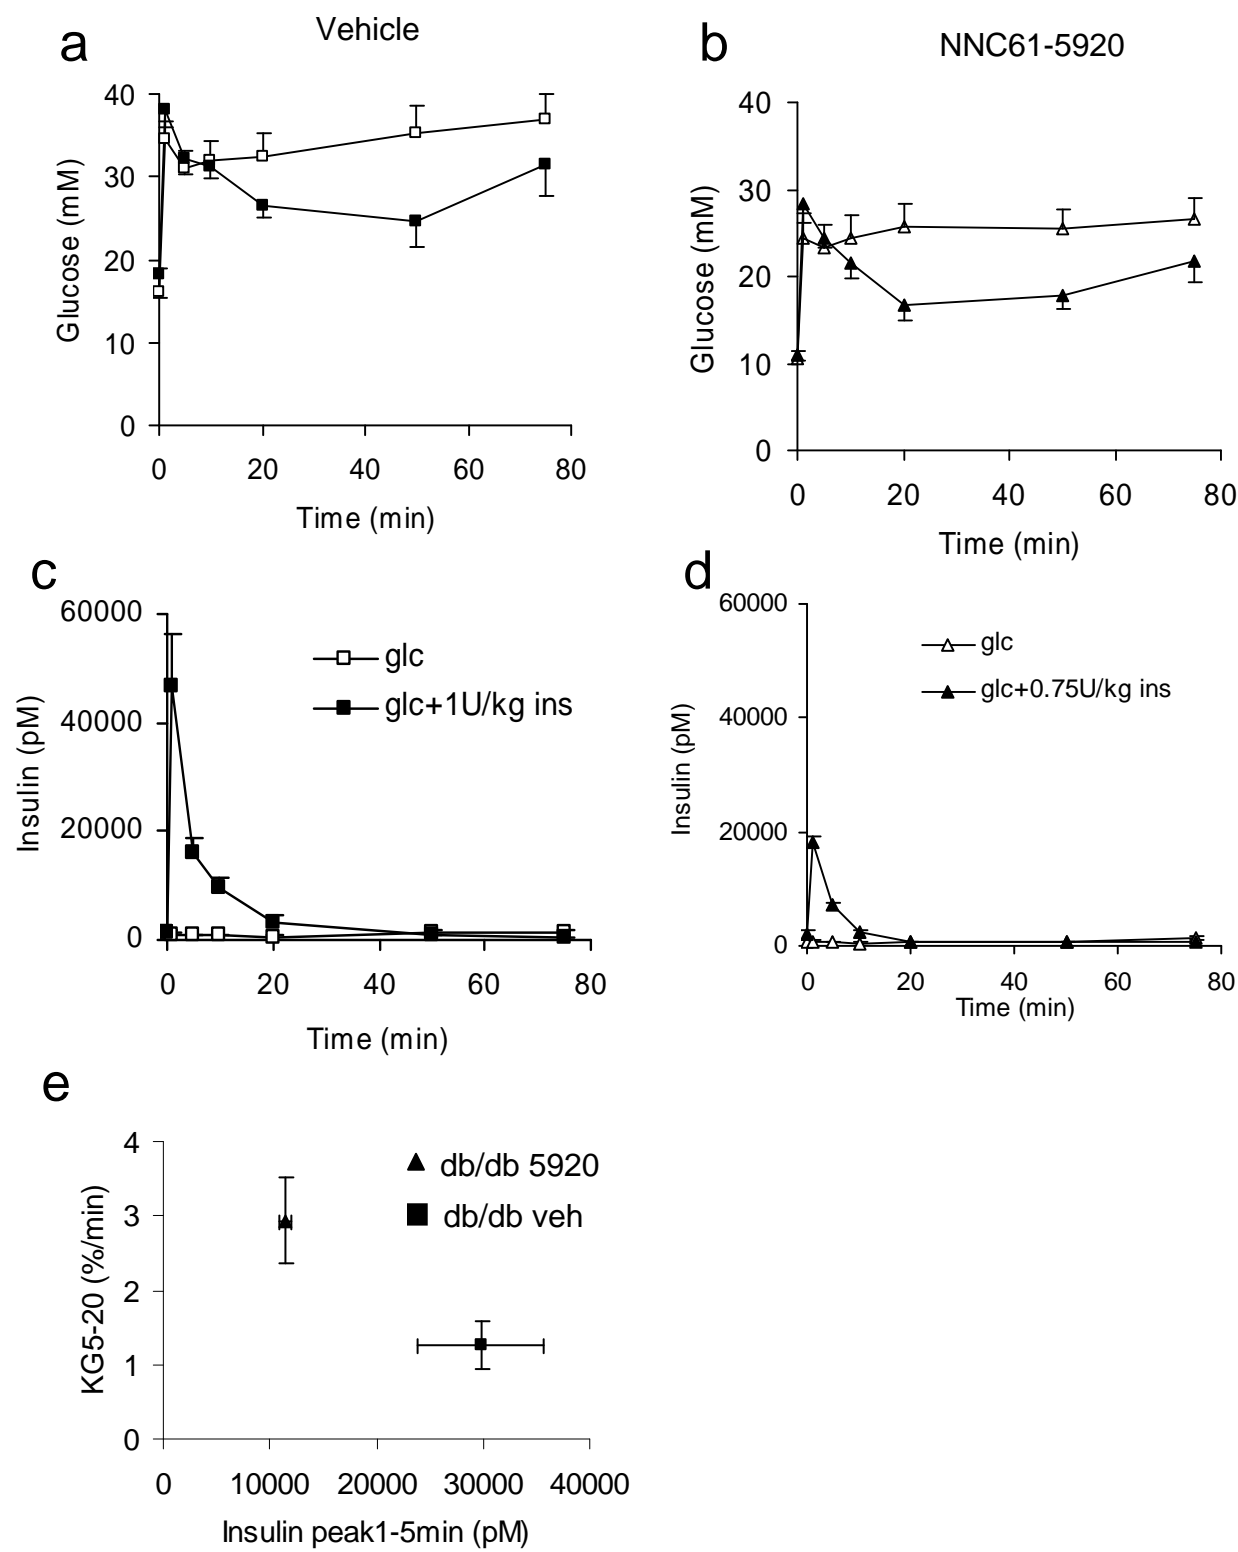 a
Vehicle
40
30
20
10
0
Glucose (mM)
0 20 40 60 80
Time (min)
b
NNC61-5920
40
30
20
10
0
Glucose (mM)
0 20 40 60 80
Time (min)
c
60000
40000
20000
0
Insulin (pM)
glc
glc+1U/kg ins
0 20 40 60 80
Time (min)
d
60000
40000
20000
0
Insulin (pM)
glc
glc+0.75U/kg ins
0 20 40 60 80
Time (min)
e
4
3
2
1
0
KG5-20 (%/min)
db/db 5920
db/db veh
0 10000 20000 30000 40000
Insulin peak1-5min (pM)